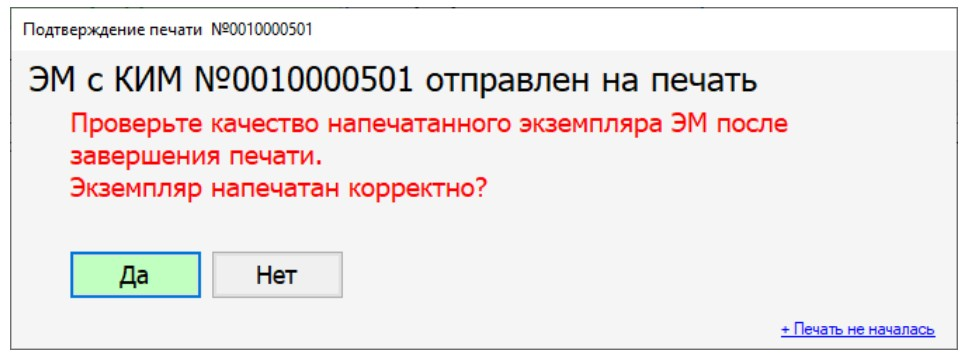 Подтверждение печати №0010000501
ЭМ с КИМ №0010000501 отправлен на печать
Проверьте качество напечатанного экземпляра ЭМ после
завершения печати.
Экземпляр напечатан корректно?
Да
Нет
+ Печать не началась